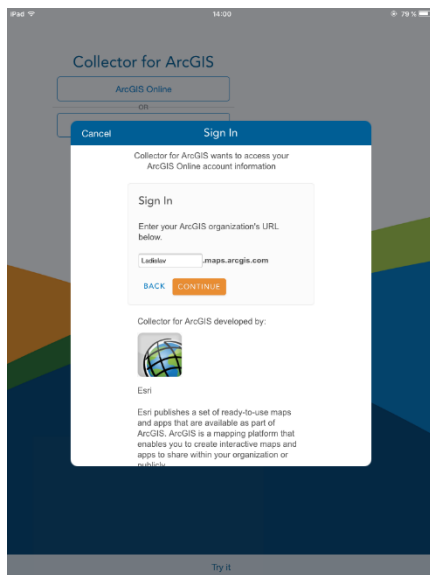 iPad 14:00 79 %
Collector for ArcGIS
ArcGIS Online
OR
Cancel Sign In
Collector for ArcGIS wants to access your
ArcGIS Online account information
Sign In
Enter your ArcGIS organization's URL
below.
Ladislav .maps.arcgis.com
BACK CONTINUE
Collector for ArcGIS developed by:
Esri
Esri publishes a set of ready-to-use maps
and apps that are available as part of
ArcGIS. ArcGIS is a mapping platform that
enables you to create interactive maps and
apps to share within your organization or
publicly.
Try it